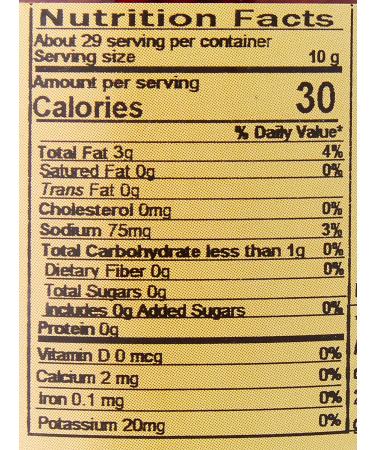 Nutrition Facts
About 29 serving per container
Serving size 10 g
Amount per serving
Calories 30
% Daily Value*
Total Fat 3g 4%
Satured Fat 0g 0%
Trans Fat 0g
Cholesterol 0mg 0%
Sodium 75mg 3%
Total Carbohydrate less than 1g 0%
Dietary Fiber 0g 0%
Total Sugars 0g
Includes 0g Added Sugars 0%
Protein 0g
Vitamin D 0 mcg 0%
Calcium 2 mg 0%
Iron 0.1 mg 0%
Potassium 20mg 0%